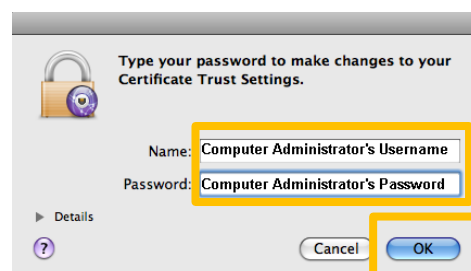 Type your password to make changes to your
Certificate Trust Settings.
Name: Computer Administrator's Username
Password: Computer Administrator's Password
Details
? Cancel OK